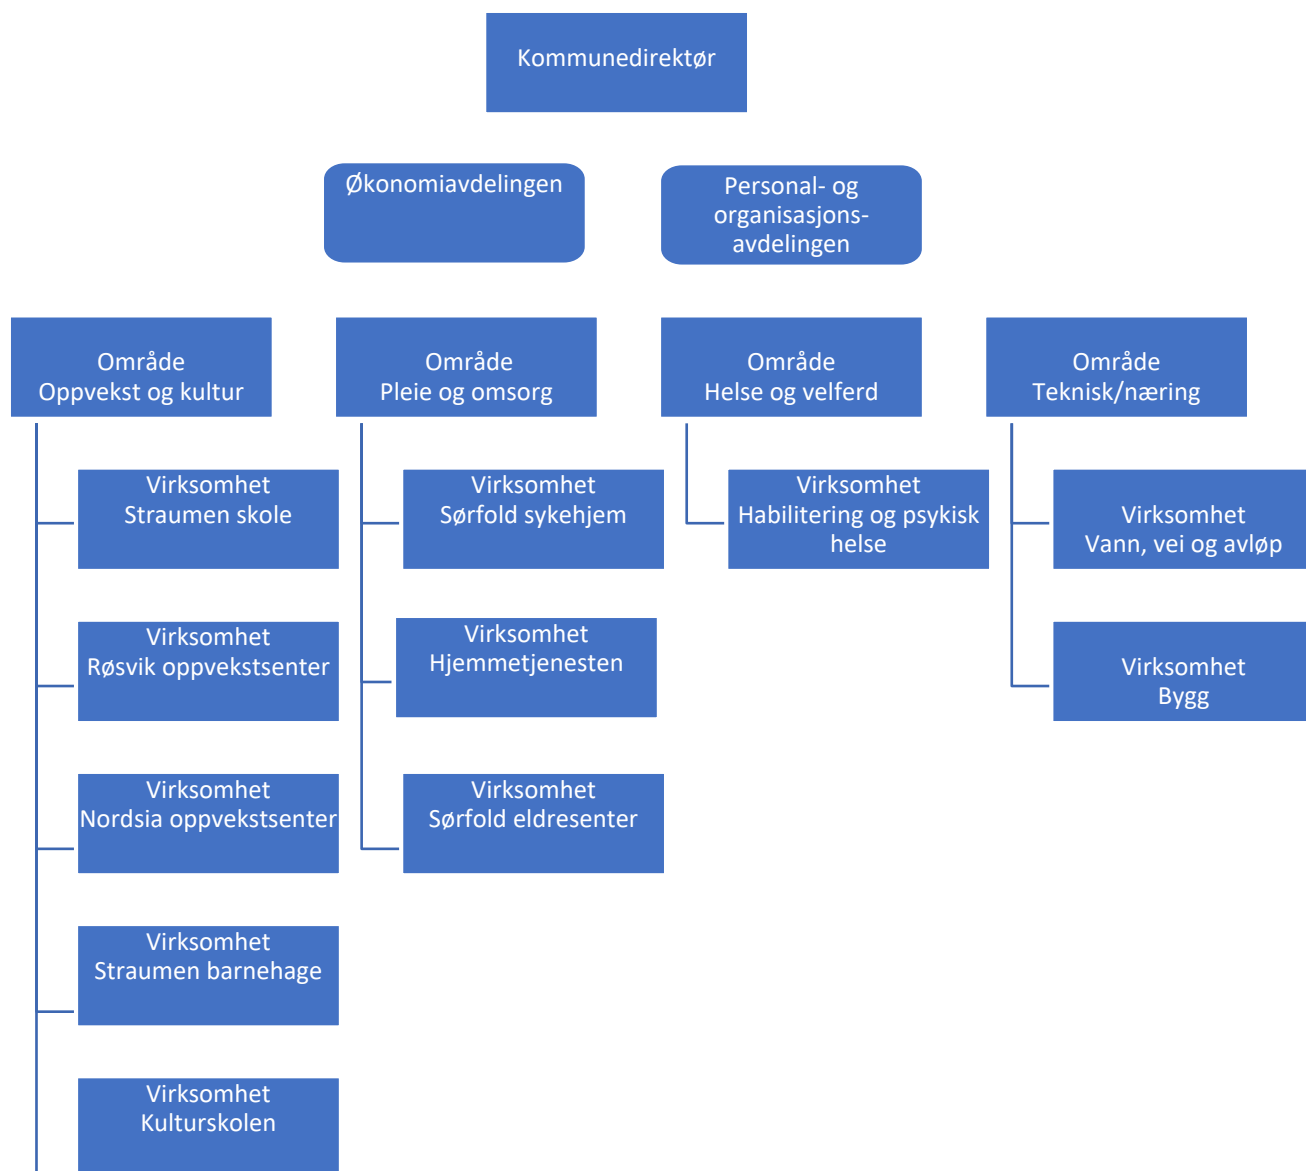 Kommunedirektør
Økonomiavdelingen
Personal- og
organisasjons-
avdelingen
Område
Oppvekst og kultur
Område
Pleie og omsorg
Område
Helse og velferd
Område
Teknisk/næring
Virksomhet
Straumen skole
Virksomhet
Sørfold sykehjem
Virksomhet
Habilitering og psykisk
helse
Virksomhet
Vann, vei og avløp
Virksomhet
Røsvik oppvekstsenter
Virksomhet
Hjemmetjenesten
Virksomhet
Bygg
Virksomhet
Nordsia oppvekstsenter
Virksomhet
Sørfold eldresenter
Virksomhet
Straumen barnehage
Virksomhet
Kulturskolen